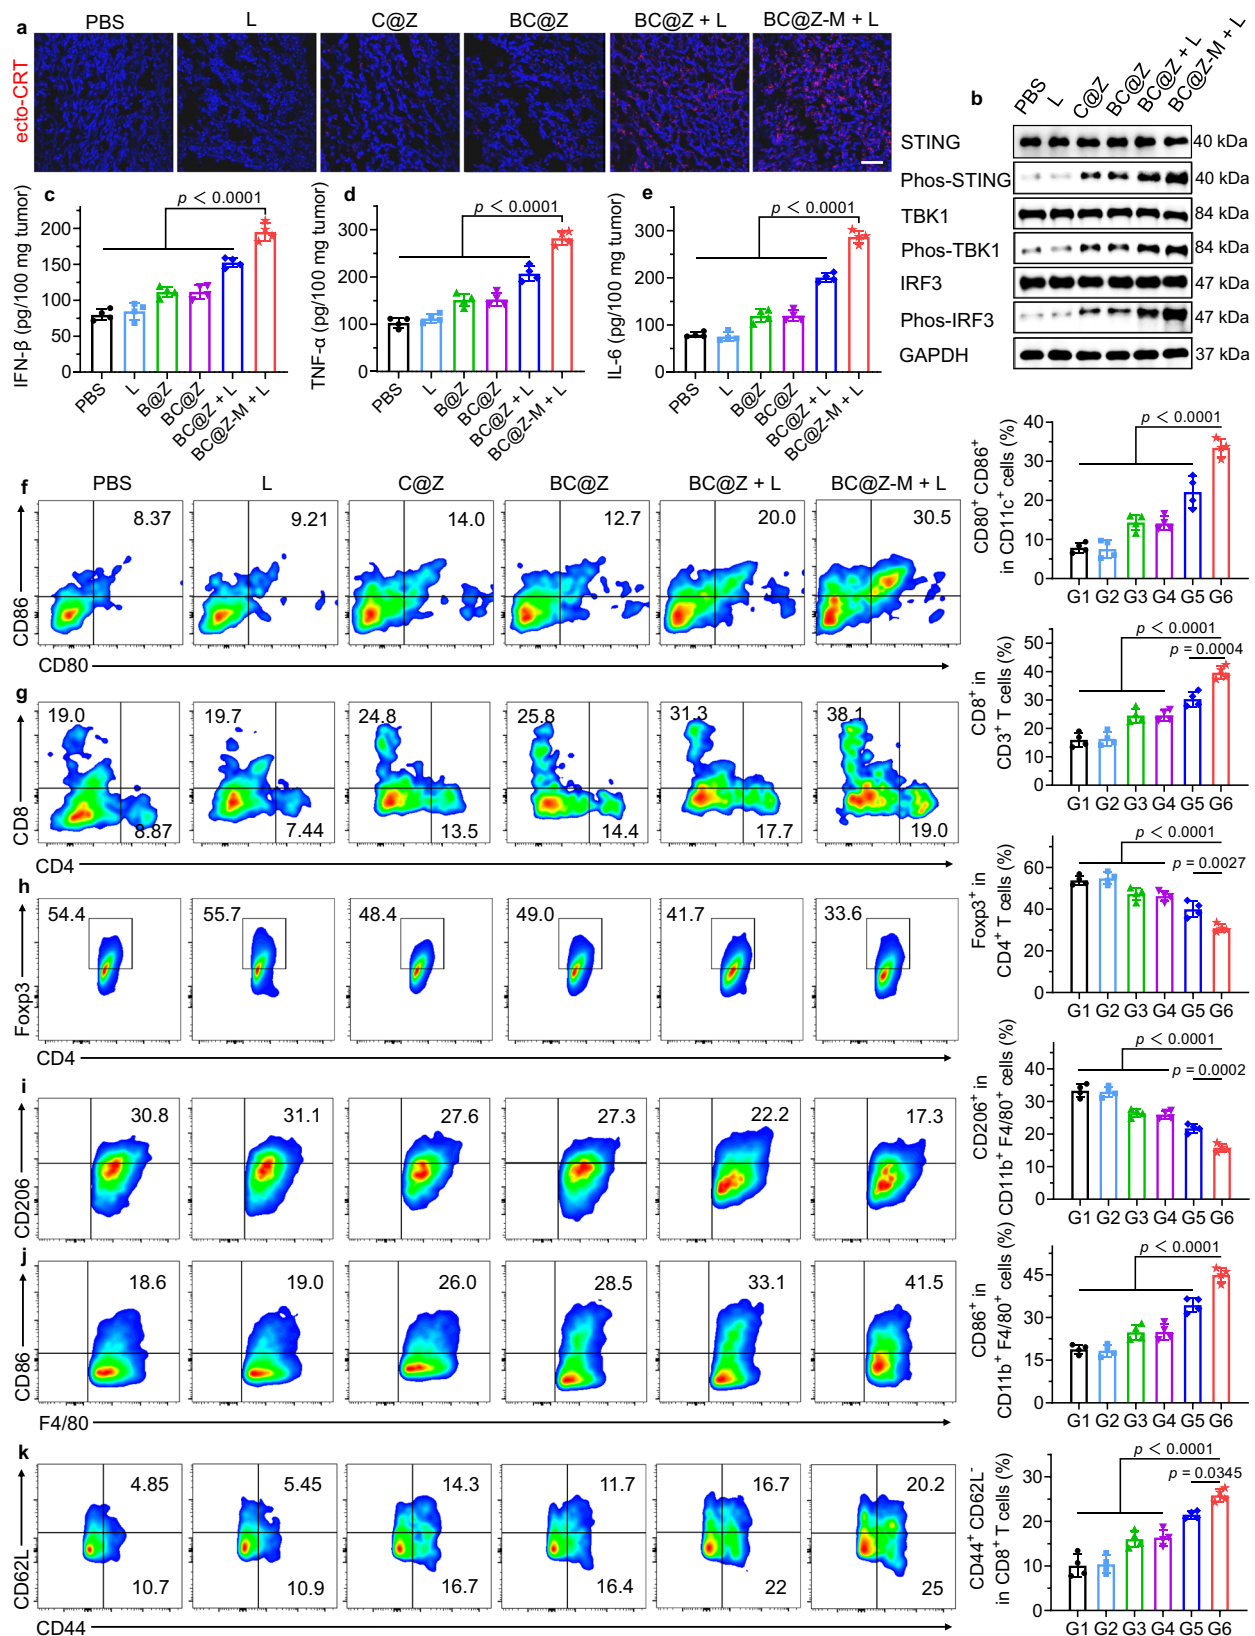 a
PBS
L
C@Z
BC@Z
BC@Z + L
BC@Z-M + L
ecto-CRT
b
PBS
L
C@Z
BC@Z
BC@Z + L
BC@Z-M + L
STING
40 kDa
Phos-STING
40 kDa
TBK1
84 kDa
Phos-TBK1
84 kDa
IRF3
47 kDa
Phos-IRF3
47 kDa
GAPDH
37 kDa
c
p < 0.0001
IFN-β (pg/100 mg tumor)
200
150
100
75
50
0
PBS
L
B@Z
BC@Z
BC@Z + L
BC@Z-M + L
d
p < 0.0001
TNF-α (pg/100 mg tumor)
300
200
100
0
PBS
L
B@Z
BC@Z
BC@Z + L
BC@Z-M + L
e
p < 0.0001
IL-6 (pg/100 mg tumor)
300
200
100
0
PBS
L
B@Z
BC@Z
BC@Z + L
BC@Z-M + L
f
PBS
L
C@Z
BC@Z
BC@Z + L
BC@Z-M + L
8.37
9.21
14.0
12.7
20.0
30.5
CD86
CD80
CD80⁺ CD86⁺
in CD11c⁺ cells (%)
p < 0.0001
40
30
20
10
0
G1 G2 G3 G4 G5 G6
g
19.0
19.7
24.8
25.8
31.3
38.1
8.87
7.44
13.5
14.4
17.7
19.0
CD8
CD4
CD8⁺ in
CD3⁺ T cells (%)
p < 0.0001
p = 0.0004
50
40
30
20
10
0
G1 G2 G3 G4 G5 G6
h
54.4
55.7
48.4
49.0
41.7
33.6
Foxp3
CD4
Foxp3⁺ in
CD4⁺ T cells (%)
p < 0.0001
p = 0.0027
60
40
20
0
G1 G2 G3 G4 G5 G6
i
30.8
31.1
27.6
27.3
22.2
17.3
CD206
CD206⁺ in
CD11b⁺ F4/80⁺ cells (%)
p < 0.0001
p = 0.0002
40
30
20
10
0
G1 G2 G3 G4 G5 G6
j
18.6
19.0
26.0
28.5
33.1
41.5
CD86
F4/80
CD86⁺ in
CD11b⁺ F4/80⁺ cells (%)
p < 0.0001
45
30
15
0
G1 G2 G3 G4 G5 G6
k
4.85
5.45
14.3
11.7
16.7
20.2
10.7
10.9
16.7
16.4
22
25
CD62L
CD44
CD44⁺ CD62L⁻
in CD8⁺ T cells (%)
p < 0.0001
p = 0.0345
30
20
10
0
G1 G2 G3 G4 G5 G6